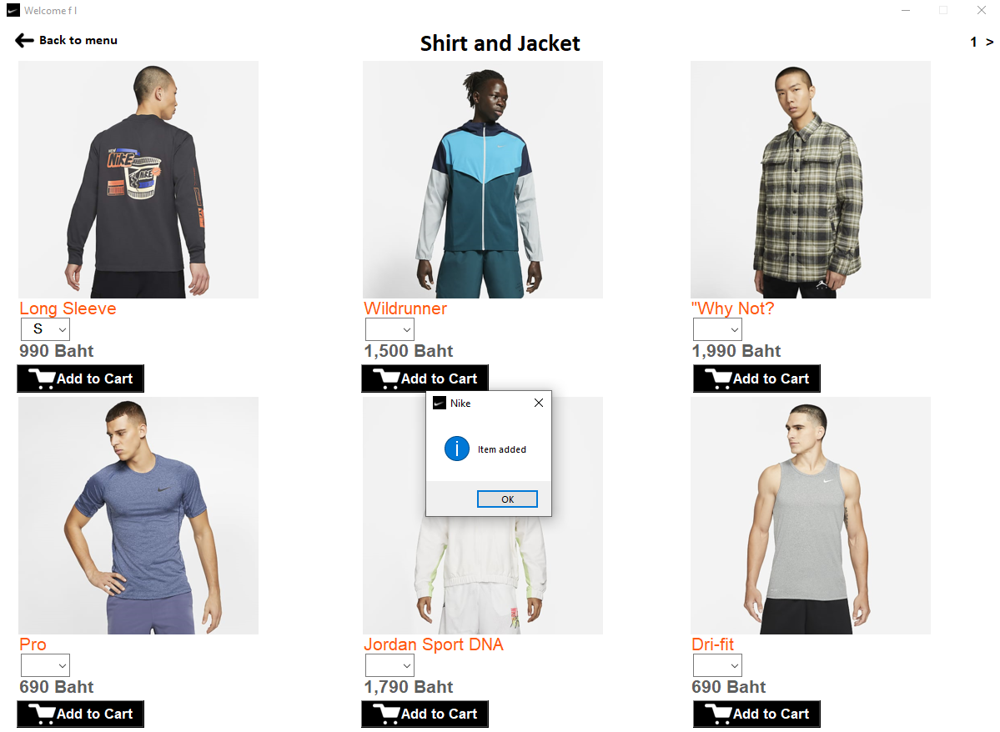 Welcome f l
Back to menu
Shirt and Jacket
1 >
NIKE
NIKE
Long Sleeve
S
990 Baht
Add to Cart
Wildrunner
1,500 Baht
Add to Cart
"Why Not?
1,990 Baht
Add to Cart
Nike
Item added
OK
Pro
690 Baht
Add to Cart
Jordan Sport DNA
1,790 Baht
Add to Cart
Dri-fit
690 Baht
Add to Cart